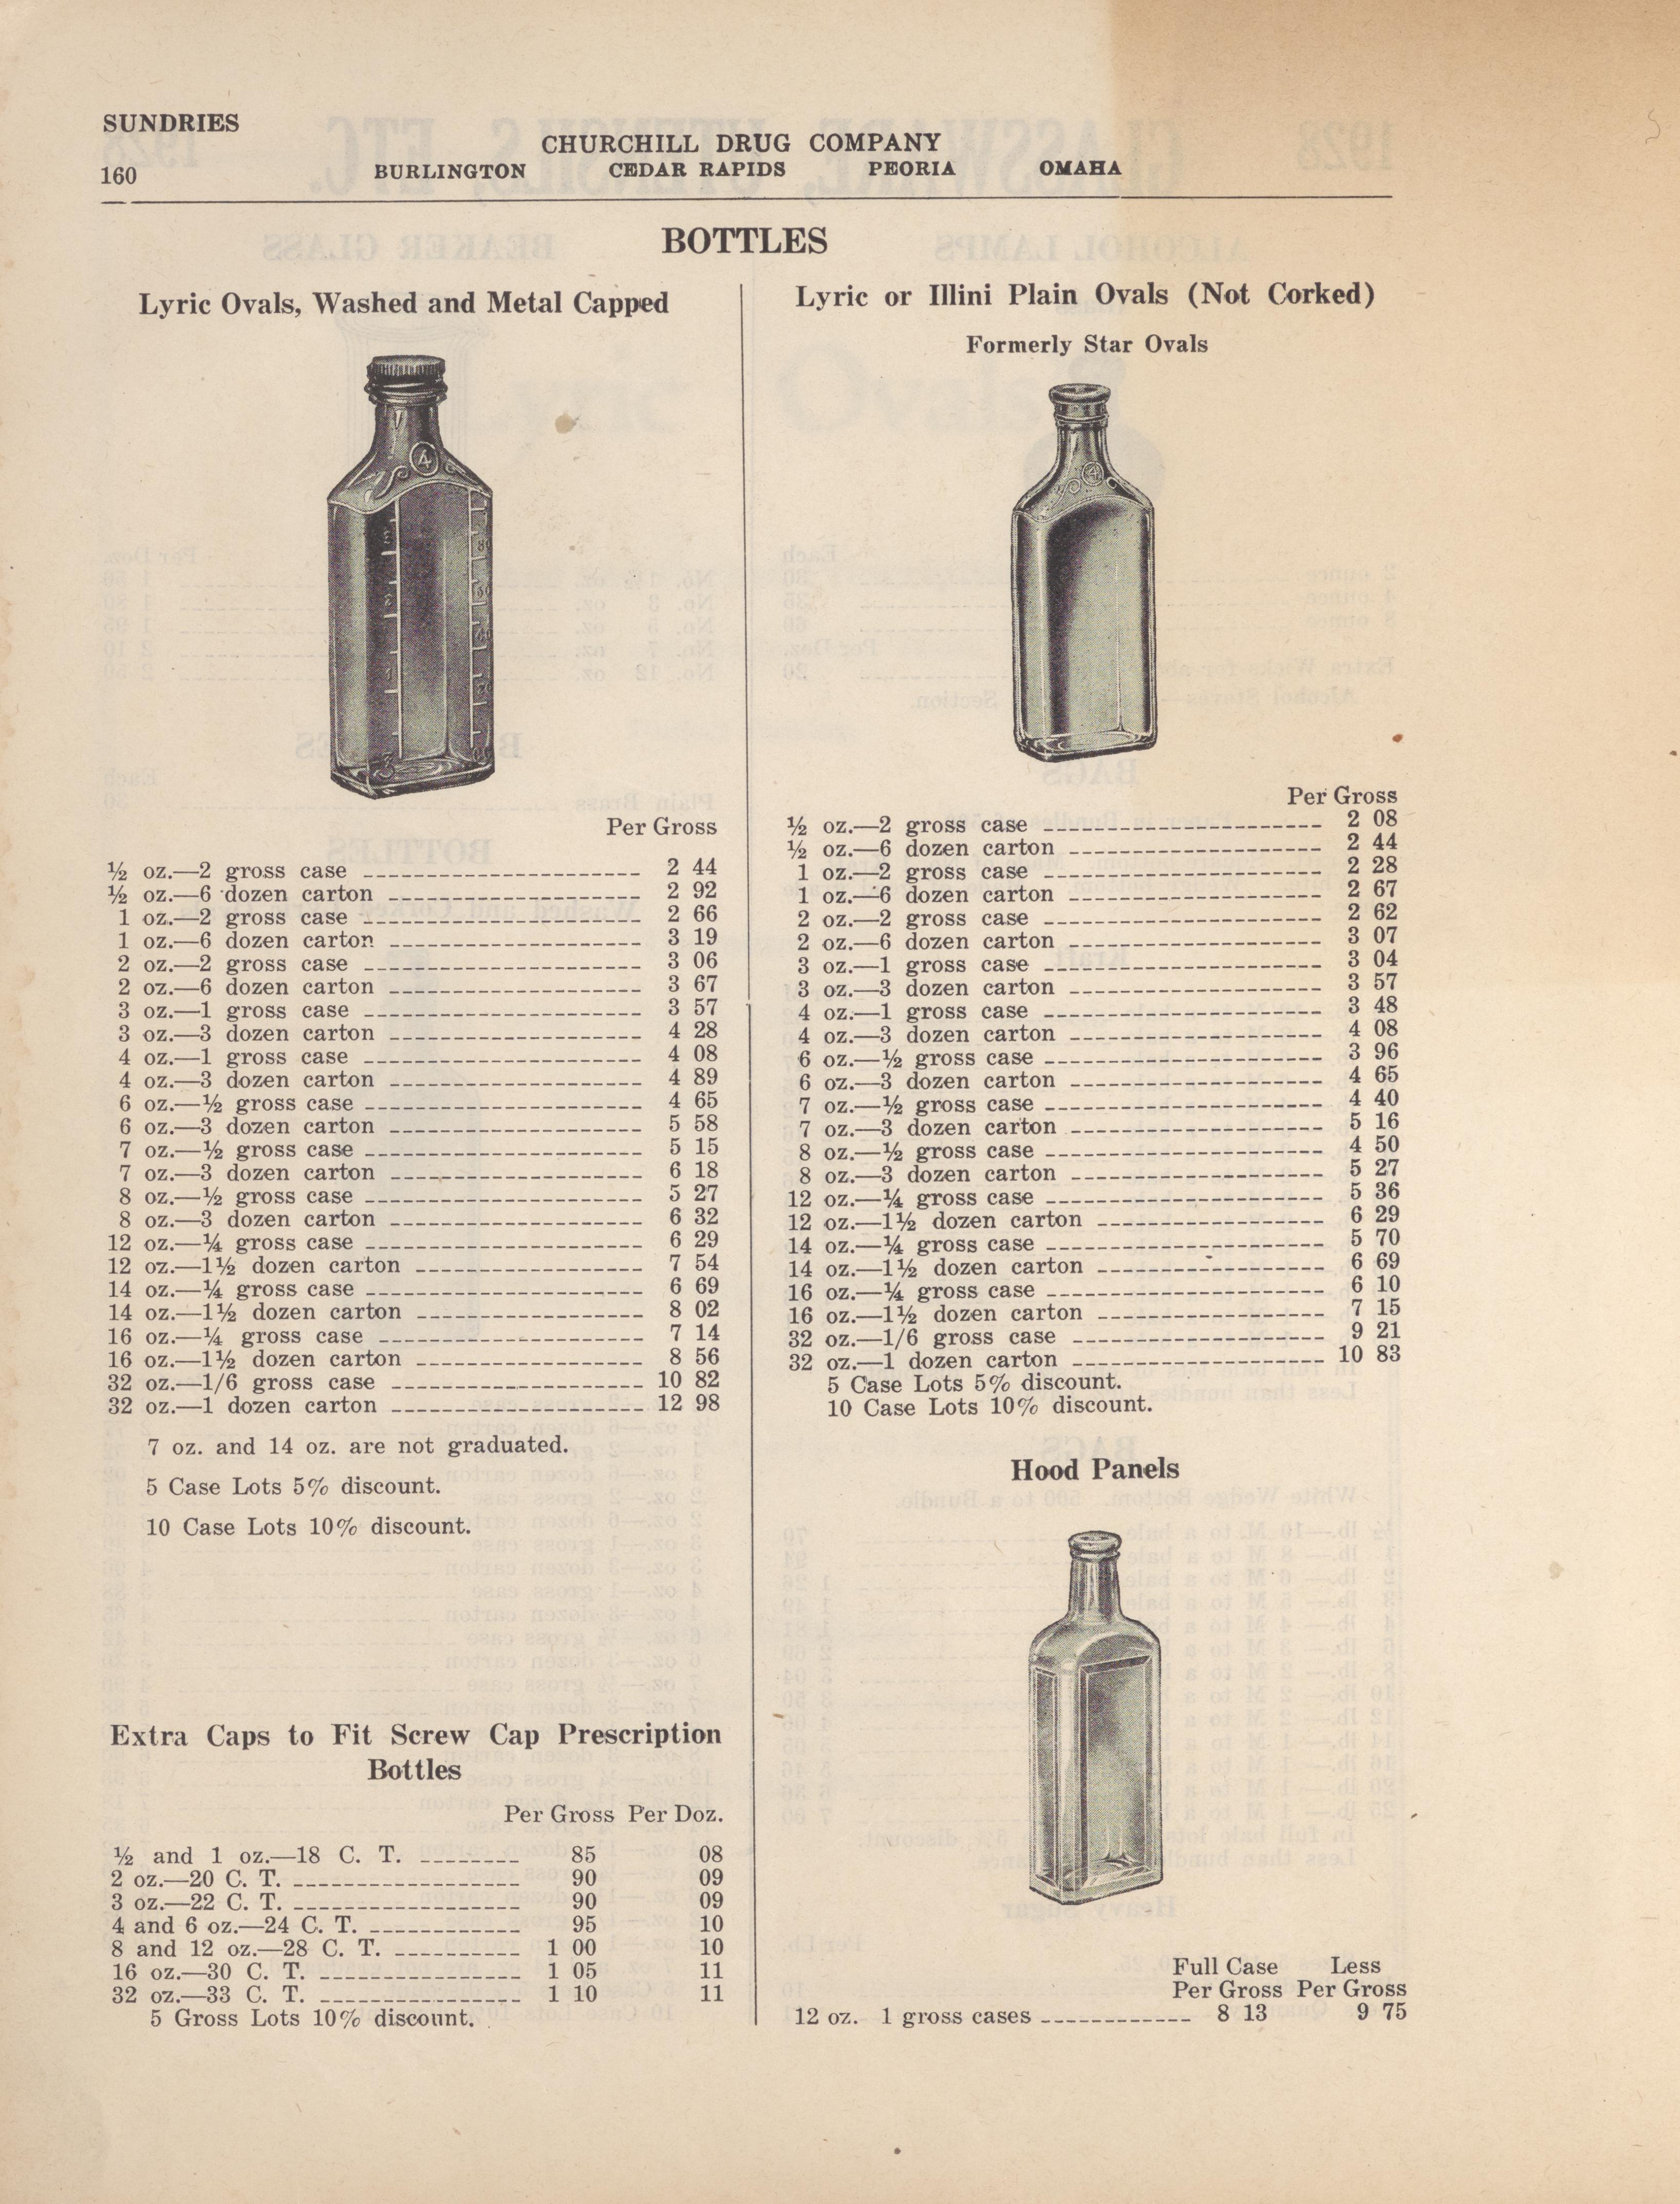 SUNDRIES
CHURCHILL DRUG COMPANY
160 BURLINGTON CEDAR RAPIDS PEORIA OMAHA
BOTTLES
Lyric Ovals, Washed and Metal Capped
4
Per Gross
½ oz.—2 gross case 2 44
½ oz.—6 dozen carton 2 92
1 oz.—2 gross case 2 66
1 oz.—6 dozen carton 3 19
2 oz.—2 gross case 3 06
2 oz.—6 dozen carton 3 67
3 oz.—1 gross case 3 57
3 oz.—3 dozen carton 4 28
4 oz.—1 gross case 4 08
4 oz.—3 dozen carton 4 89
6 oz.—½ gross case 4 65
6 oz.—3 dozen carton 5 58
7 oz.—½ gross case 5 15
7 oz.—3 dozen carton 6 18
8 oz.—½ gross case 5 27
8 oz.—3 dozen carton 6 32
12 oz.—¼ gross case 6 29
12 oz.—1½ dozen carton 7 54
14 oz.—¼ gross case 6 69
14 oz.—1½ dozen carton 8 02
16 oz.—¼ gross case 7 14
16 oz.—1½ dozen carton 8 56
32 oz.—1/6 gross case 10 82
32 oz.—1 dozen carton 12 98
7 oz. and 14 oz. are not graduated.
5 Case Lots 5% discount.
10 Case Lots 10% discount.
Extra Caps to Fit Screw Cap Prescription
Bottles
Per Gross Per Doz.
½ and 1 oz.—18 C. T. 85 08
2 oz.—20 C. T. 90 09
3 oz.—22 C. T. 90 09
4 and 6 oz.—24 C. T. 95 10
8 and 12 oz.—28 C. T. 1 00 10
16 oz.—30 C. T. 1 05 11
32 oz.—33 C. T. 1 10 11
5 Gross Lots 10% discount.
Lyric or Illini Plain Ovals (Not Corked)
Formerly Star Ovals
4
Per Gross
½ oz.—2 gross case 2 08
½ oz.—6 dozen carton 2 44
1 oz.—2 gross case 2 28
1 oz.—6 dozen carton 2 67
2 oz.—2 gross case 2 62
2 oz.—6 dozen carton 3 07
3 oz.—1 gross case 3 04
3 oz.—3 dozen carton 3 57
4 oz.—1 gross case 3 48
4 oz.—3 dozen carton 4 08
6 oz.—½ gross case 3 96
6 oz.—3 dozen carton 4 65
7 oz.—½ gross case 4 40
7 oz.—3 dozen carton 5 16
8 oz.—½ gross case 4 50
8 oz.—3 dozen carton 5 27
12 oz.—¼ gross case 5 36
12 oz.—1½ dozen carton 6 29
14 oz.—¼ gross case 5 70
14 oz.—1½ dozen carton 6 69
16 oz.—¼ gross case 6 10
16 oz.—1½ dozen carton 7 15
32 oz.—1/6 gross case 9 21
32 oz.—1 dozen carton 10 83
5 Case Lots 5% discount.
10 Case Lots 10% discount.
Hood Panels
Full Case Less
Per Gross Per Gross
12 oz. 1 gross cases 8 13 9 75